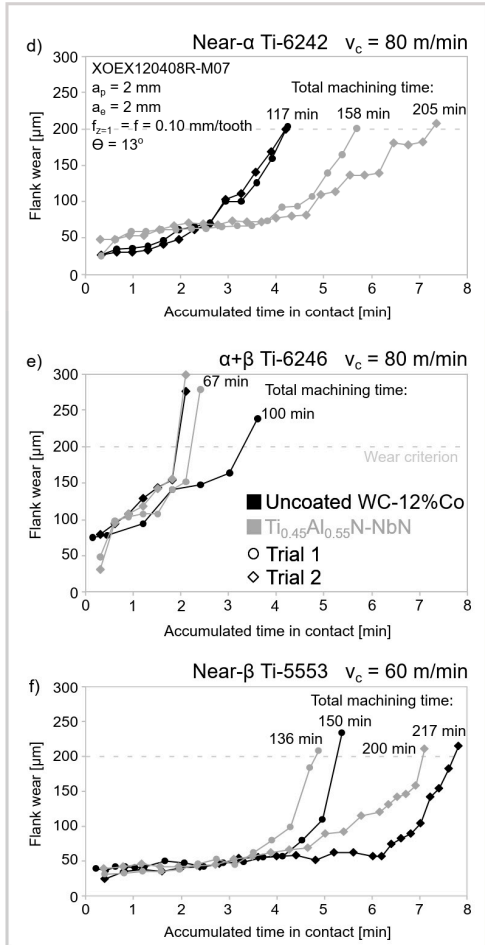 d) Near-α Ti-6242 v_c = 80 m/min
300
250
200
150
100
50
0
Flank wear [µm]
XOEX120408R-M07
a_p = 2 mm
a_e = 2 mm
f_z=1 = f = 0.10 mm/tooth
Θ = 13°
Total machining time:
117 min 158 min 205 min
0 1 2 3 4 5 6 7 8
Accumulated time in contact [min]
e) α+β Ti-6246 v_c = 80 m/min
300
250
200
150
100
50
0
Flank wear [µm]
67 min
Total machining time:
100 min
Wear criterion
Uncoated WC-12%Co
Ti0.45Al0.55N-NbN
Trial 1
Trial 2
0 1 2 3 4 5 6 7 8
Accumulated time in contact [min]
f) Near-β Ti-5553 v_c = 60 m/min
300
250
200
150
100
50
0
Flank wear [µm]
Total machining time:
136 min 150 min 200 min 217 min
0 1 2 3 4 5 6 7 8
Accumulated time in contact [min]